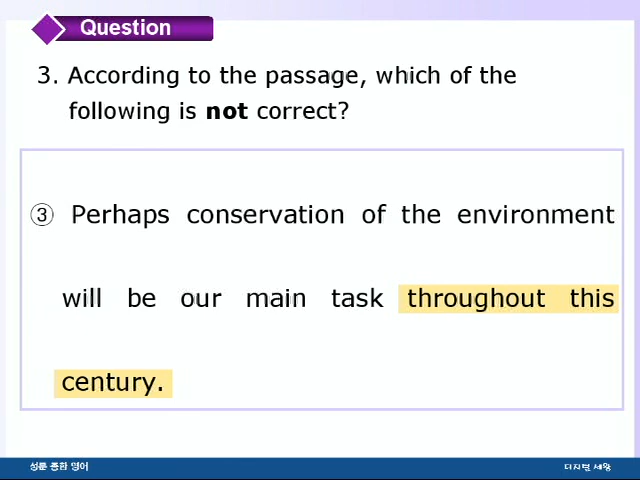 Question
3. According to the passage, which of the
following is not correct?
③ Perhaps conservation of the environment
will be our main task throughout this
century.
성문 종합 영어
디지털 세왕